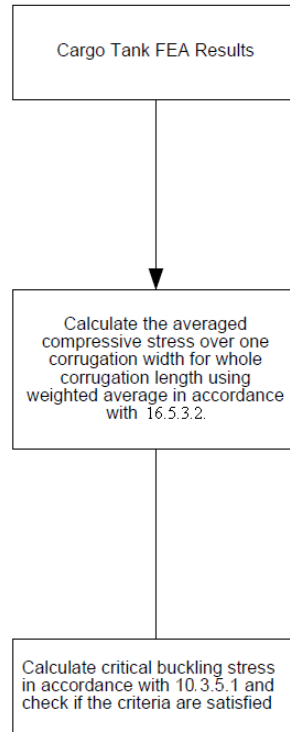 Cargo Tank FEA Results
Calculate the averaged
compressive stress over one
corrugation width for whole
corrugation length using
weighted average in accordance
with 16.5.3.2.
Calculate critical buckling stress
in accordance with 10.3.5.1 and
check if the criteria are satisfied